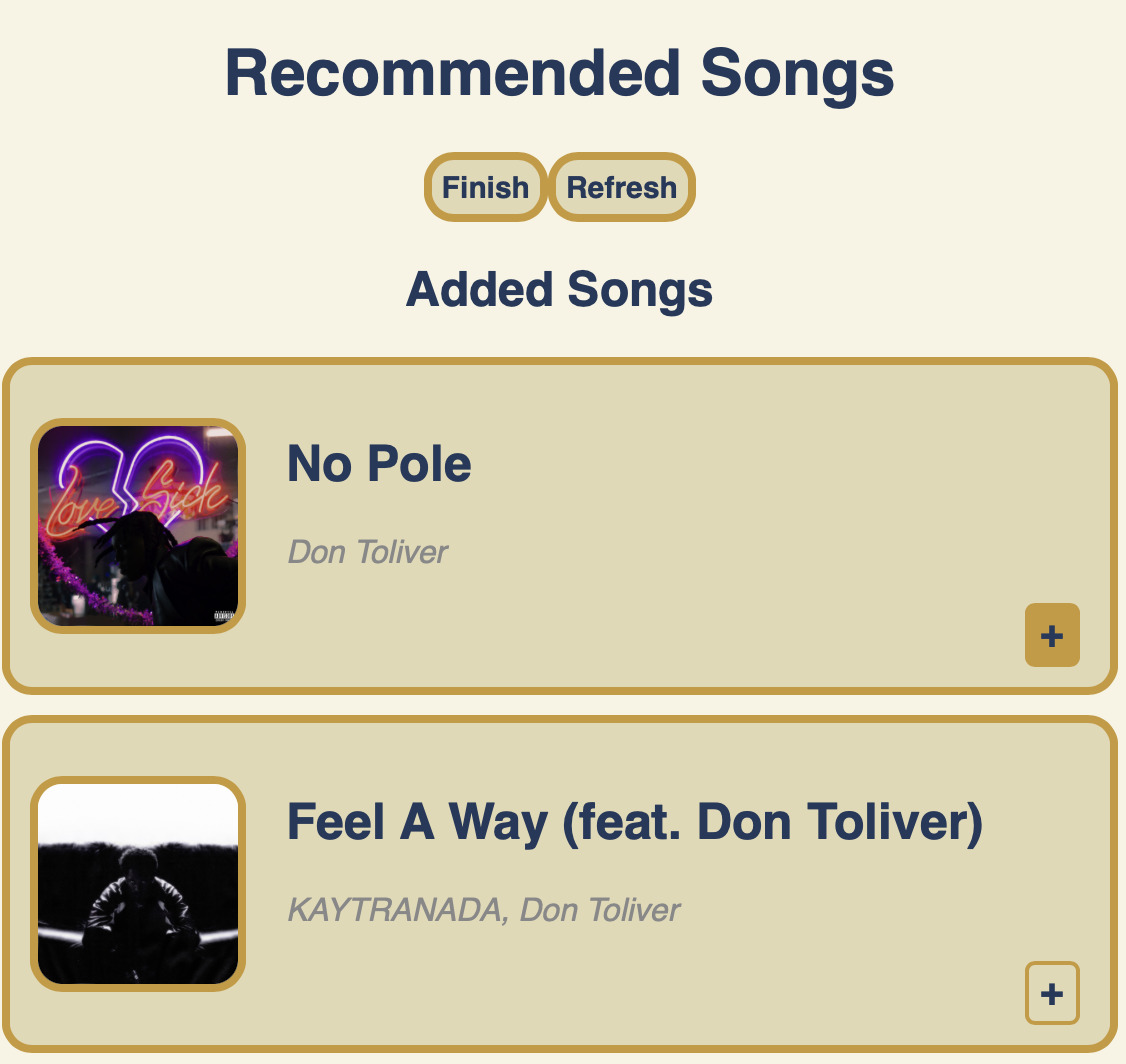 Recommended Songs
Finish Refresh
Added Songs
Love Sick
No Pole
Don Toliver
+
Feel A Way (feat. Don Toliver)
KAYTRANADA, Don Toliver
+